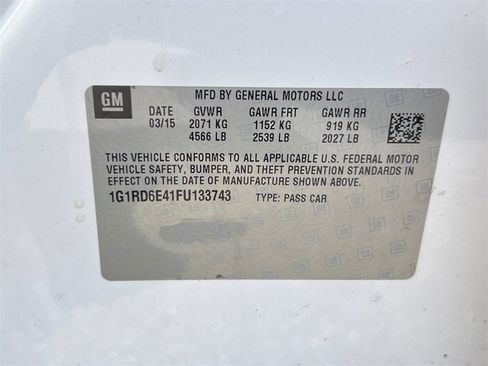 GM
MFD BY GENERAL MOTORS LLC
DATE GVWR GAWR FRT GAWR RR
03/15 2071 KG 1152 KG 919 KG
4566 LB 2539 LB 2027 LB
THIS VEHICLE CONFORMS TO ALL APPLICABLE U.S. FEDERAL MOTOR
VEHICLE SAFETY, BUMPER, AND THEFT PREVENTION STANDARDS IN
EFFECT ON THE DATE OF MANUFACTURE SHOWN ABOVE.
1G1RD6E41FU133743 TYPE: PASS CAR